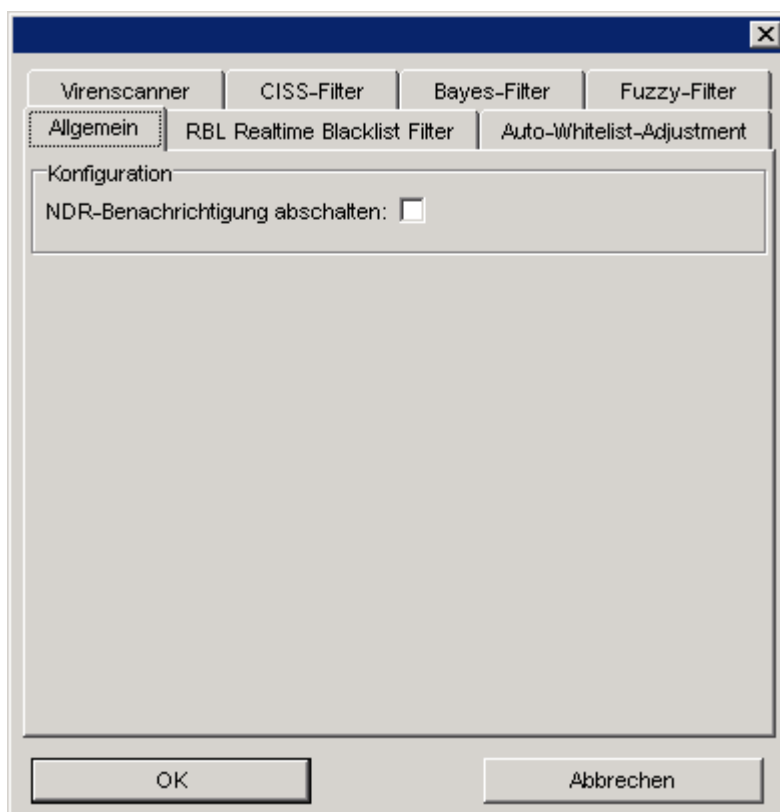 Virenscanner CISS-Filter Bayes-Filter Fuzzy-Filter
Allgemein RBL Realtime Blacklist Filter Auto-Whitelist-Adjustment
Konfiguration
NDR-Benachrichtigung abschalten:
OK Abbrechen